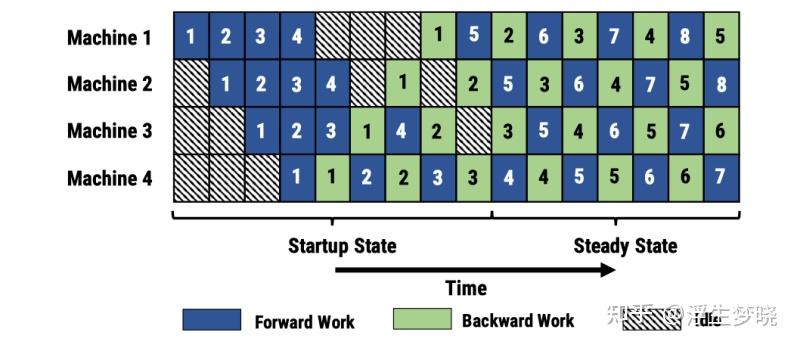 Machine 1 1 2 3 4 1 5 2 6 3 7 4 8 5
Machine 2 1 2 3 4 1 2 5 3 6 4 7 5 8
Machine 3 1 2 3 1 4 2 3 5 4 6 5 7 6
Machine 4 1 1 2 2 3 3 4 4 5 5 6 6 7
Startup State Steady State
Time
Forward Work Backward Work Idle
知乎 @浮生梦晓